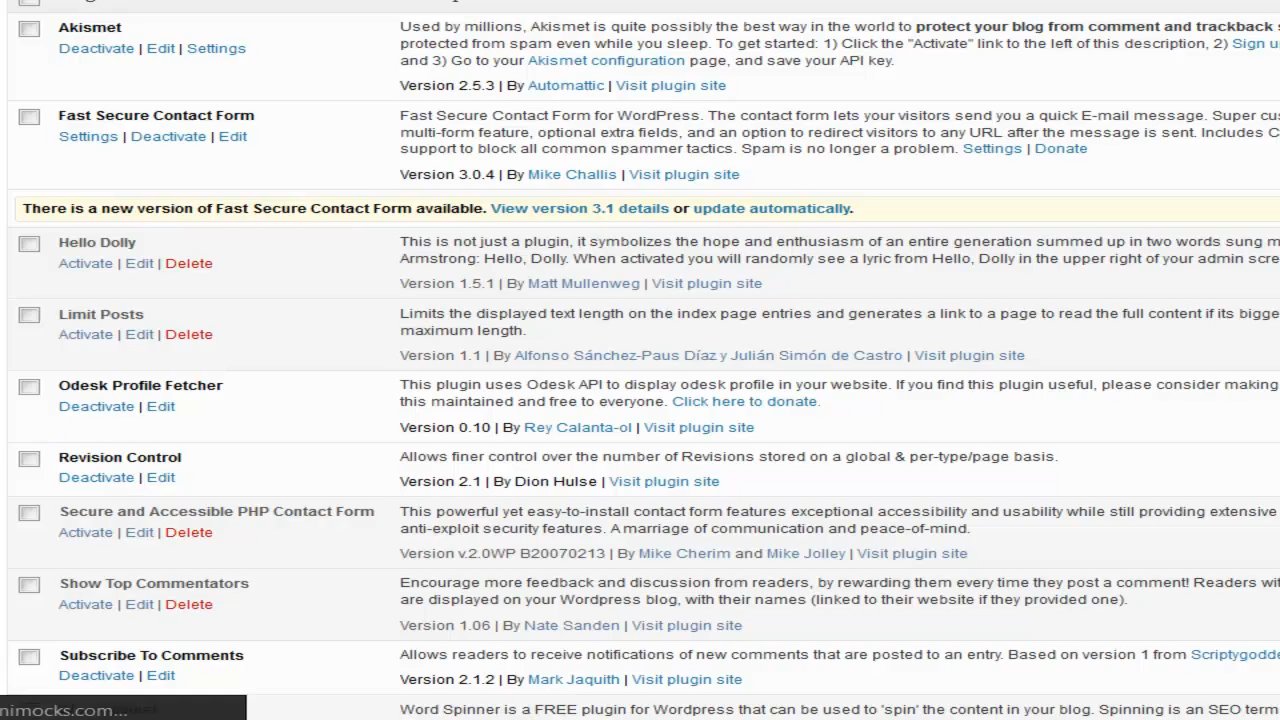 Akismet
Deactivate | Edit | Settings
Used by millions, Akismet is quite possibly the best way in the world to protect your blog from comment and trackback
protected from spam even while you sleep. To get started: 1) Click the "Activate" link to the left of this description, 2) Sign
and 3) Go to your Akismet configuration page, and save your API key.
Version 2.5.3 | By Automattic | Visit plugin site
Fast Secure Contact Form
Settings | Deactivate | Edit
Fast Secure Contact Form for WordPress. The contact form lets your visitors send you a quick E-mail message. Super
multi-form feature, optional extra fields, and an option to redirect visitors to any URL after the message is sent. Includes
support to block all common spammer tactics. Spam is no longer a problem. Settings | Donate
Version 3.0.4 | By Mike Challis | Visit plugin site
There is a new version of Fast Secure Contact Form available. View version 3.1 details or update automatically.
Hello Dolly
Activate | Edit | Delete
This is not just a plugin, it symbolizes the hope and enthusiasm of an entire generation summed up in two words sung
Armstrong: Hello, Dolly. When activated you will randomly see a lyric from Hello, Dolly in the upper right of your admin
Version 1.5.1 | By Matt Mullenweg | Visit plugin site
Limit Posts
Activate | Edit | Delete
Limits the displayed text length on the index page entries and generates a link to a page to read the full content if its
maximum length.
Version 1.1 | By Alfonso Sánchez-Paus Díaz y Julián Simón de Castro | Visit plugin site
Odesk Profile Fetcher
Deactivate | Edit
This plugin uses Odesk API to display odesk profile in your website. If you find this plugin useful, please consider making
this maintained and free to everyone. Click here to donate.
Version 0.10 | By Rey Calanta-ol | Visit plugin site
Revision Control
Deactivate | Edit
Allows finer control over the number of Revisions stored on a global & per-type/page basis.
Version 2.1 | By Dion Hulse | Visit plugin site
Secure and Accessible PHP Contact Form
Activate | Edit | Delete
This powerful yet easy-to-install contact form features exceptional accessibility and usability while still providing extensive
anti-exploit security features. A marriage of communication and peace-of-mind.
Version v.2.0WP B20070213 | By Mike Cherim and Mike Jolley | Visit plugin site
Show Top Commentators
Activate | Edit | Delete
Encourage more feedback and discussion from readers, by rewarding them every time they post a comment! Readers
are displayed on your Wordpress blog, with their names (linked to their website if they provided one).
Version 1.06 | By Nate Sanden | Visit plugin site
Subscribe To Comments
Deactivate | Edit
Allows readers to receive notifications of new comments that are posted to an entry. Based on version 1 from
Version 2.1.2 | By Mark Jaquith | Visit plugin site
nimocks.com...
Word Spinner is a FREE plugin for Wordpress that can be used to 'spin' the content in your blog. Spinning is an SEO term